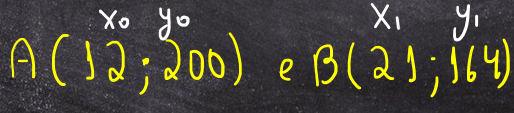 x₀ y₀ x₁ y₁
A(12;200) e B(21;164)